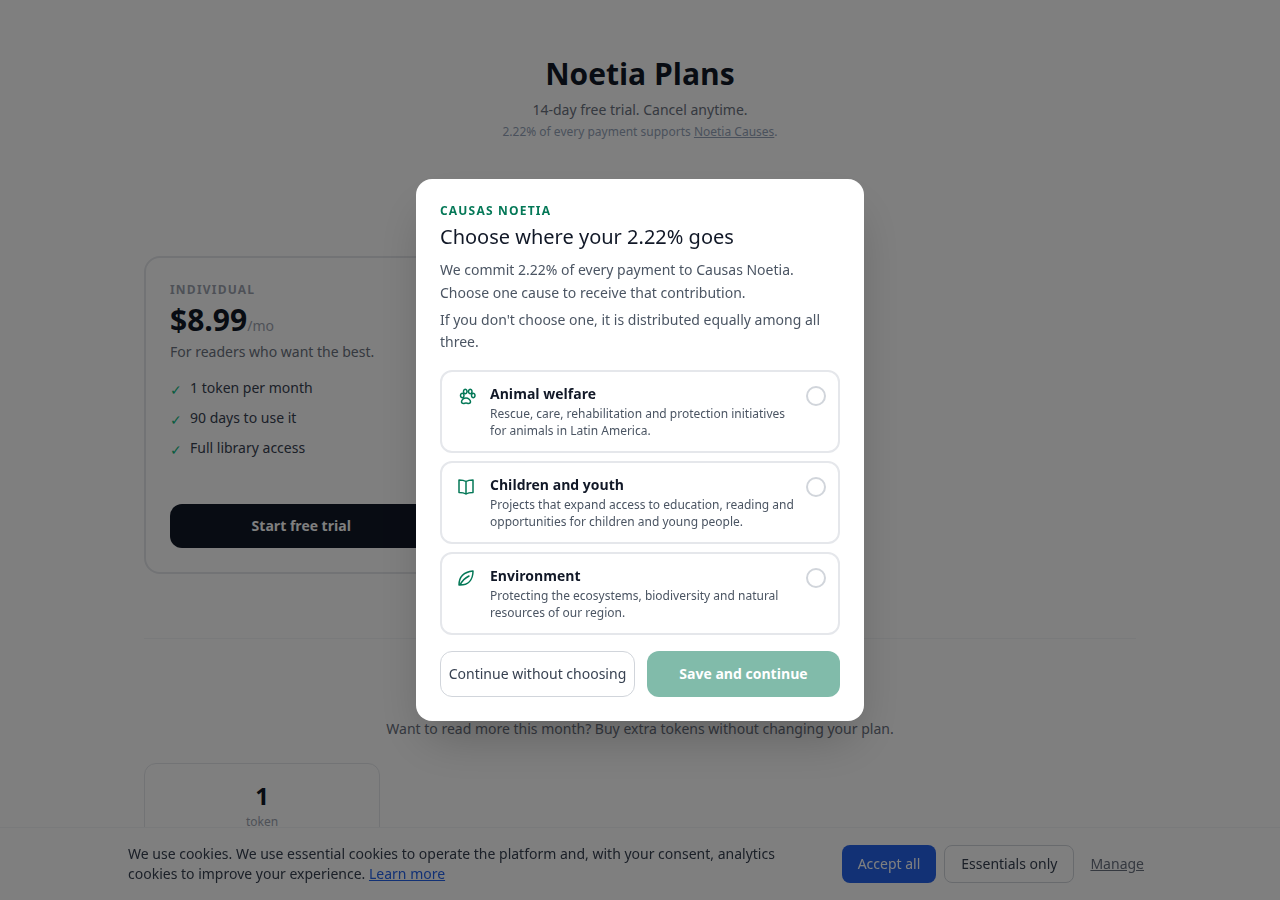 Noetia Plans
14-day free trial. Cancel anytime.
2.22% of every payment supports Noetia Causes.
CAUSAS NOETIA
Choose where your 2.22% goes
We commit 2.22% of every payment to Causas Noetia.
Choose one cause to receive that contribution.
If you don't choose one, it is distributed equally among all
three.
Animal welfare
Rescue, care, rehabilitation and protection initiatives
for animals in Latin America.
Children and youth
Projects that expand access to education, reading and
opportunities for children and young people.
Environment
Protecting the ecosystems, biodiversity and natural
resources of our region.
Continue without choosing
Save and continue
INDIVIDUAL
$8.99/mo
For readers who want the best.
✓ 1 token per month
✓ 90 days to use it
✓ Full library access
Start free trial
Want to read more this month? Buy extra tokens without changing your plan.
1
token
We use cookies. We use essential cookies to operate the platform and, with your consent, analytics
cookies to improve your experience. Learn more
Accept all
Essentials only
Manage